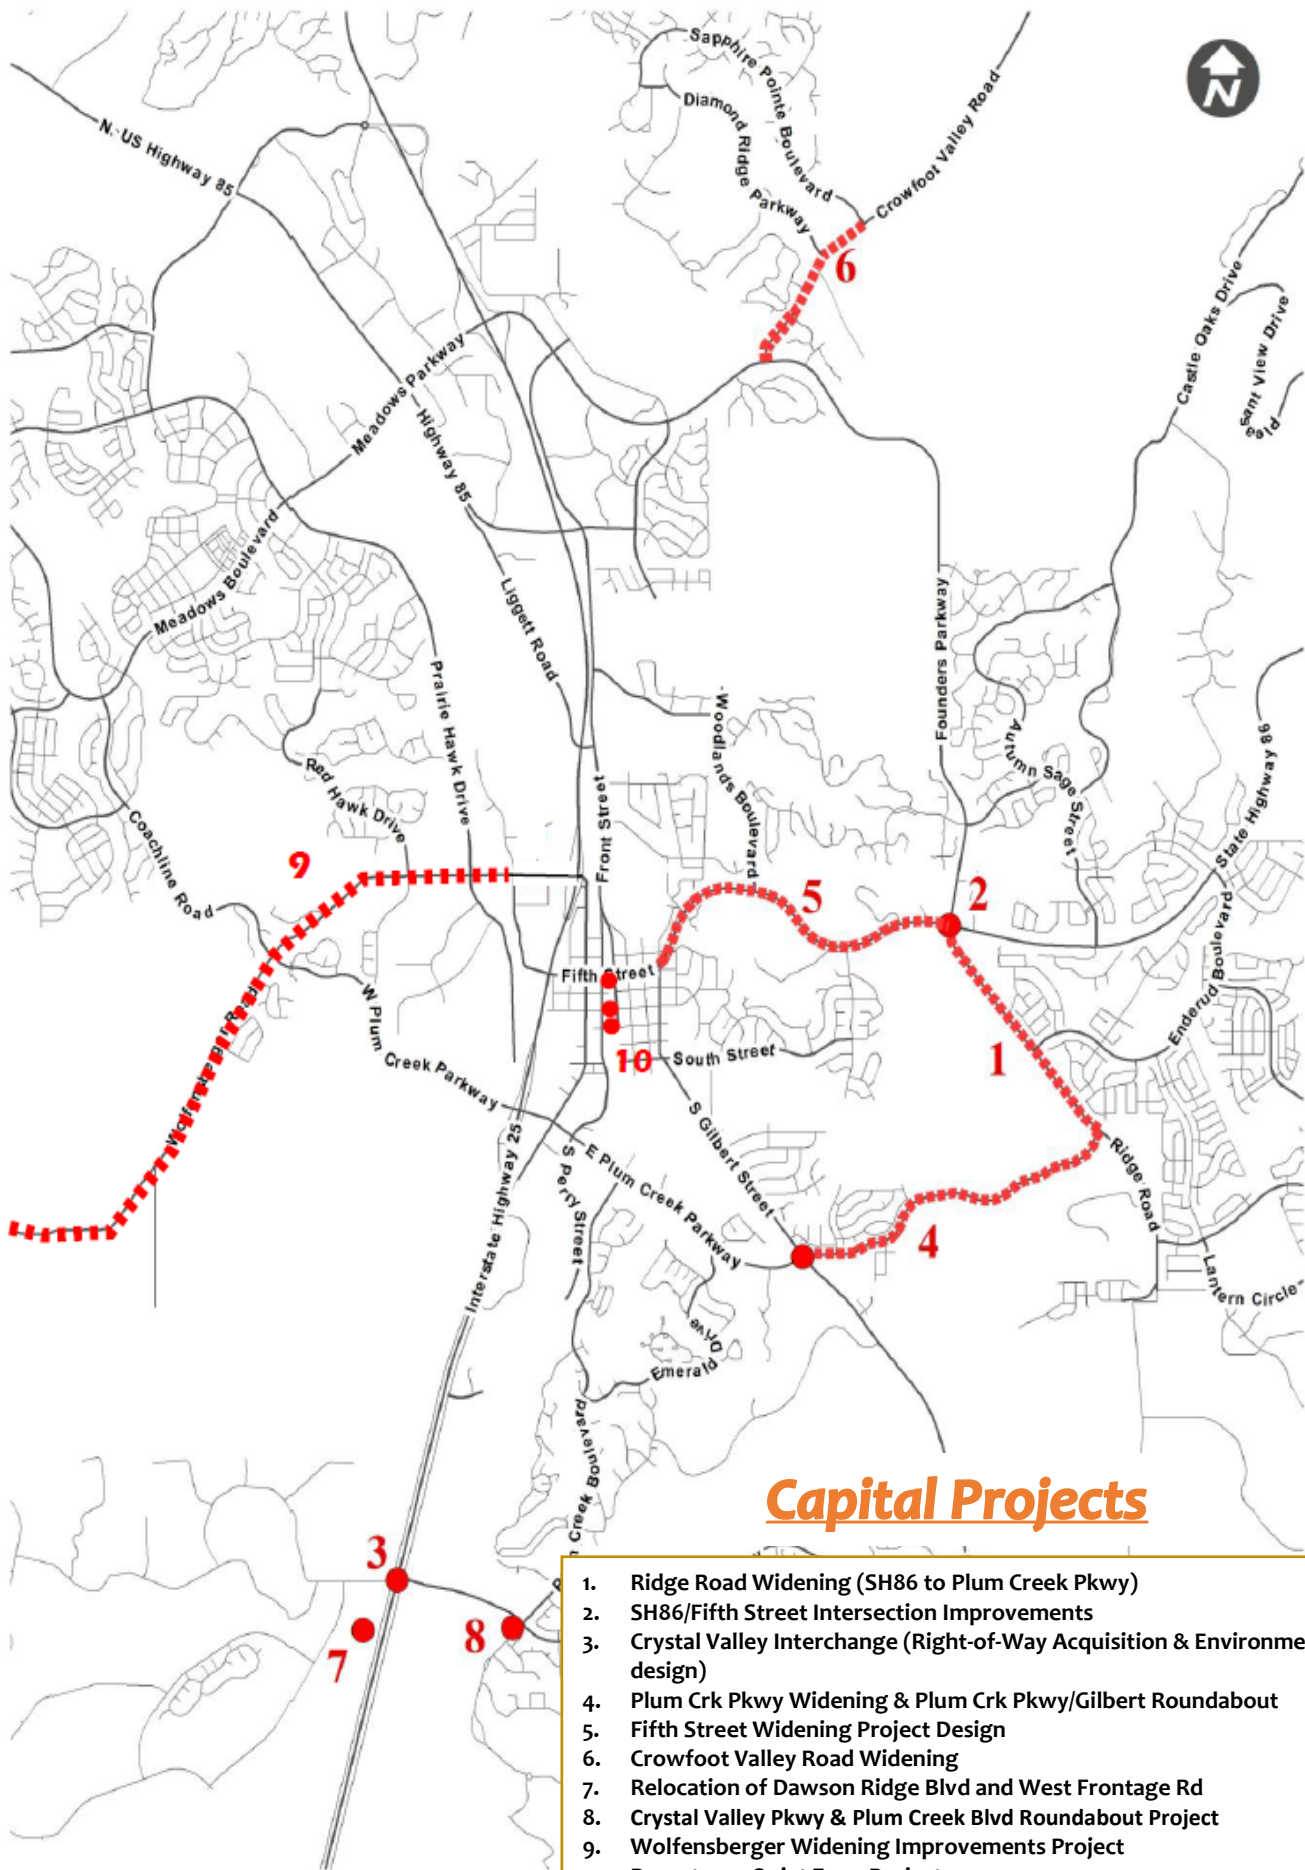 N
Sapphire Pointe Boulevard
Diamond Ridge Parkway
Crowfoot Valley Road
N. US Highway 85
6
Castle Oaks Drive
Pleasant View Drive
Meadows Parkway
Highway 85
Meadows Boulevard
Liggett Road
Founders Parkway
Prairie Hawk Drive
Woodlands Boulevard
Autumn Sage Street
State Highway 86
Red Hawk Drive
Front Street
Coachline Road
9
5
2
Fifth Street
Enderud Boulevard
W Plum Creek Parkway
Wolfensberger Road
10
South Street
1
S Gilbert Street
Interstate Highway 25
S Perry Street
E Plum Creek Parkway
Ridge Road
4
Lantern Circle
Emerald Drive
Creek Boulevard
3
7
8
Capital Projects
1. Ridge Road Widening (SH86 to Plum Creek Pkwy)
2. SH86/Fifth Street Intersection Improvements
3. Crystal Valley Interchange (Right-of-Way Acquisition & Environme
design)
4. Plum Crk Pkwy Widening & Plum Crk Pkwy/Gilbert Roundabout
5. Fifth Street Widening Project Design
6. Crowfoot Valley Road Widening
7. Relocation of Dawson Ridge Blvd and West Frontage Rd
8. Crystal Valley Pkwy & Plum Creek Blvd Roundabout Project
9. Wolfensberger Widening Improvements Project